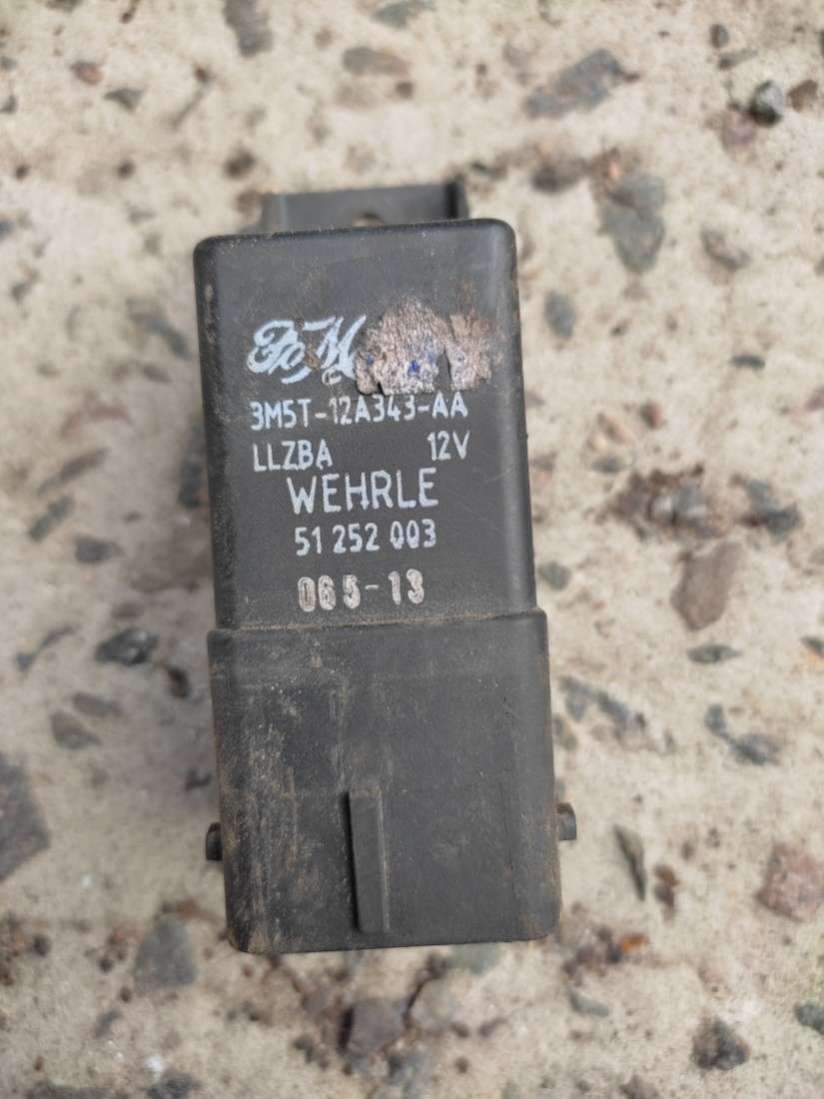 3M5T-12A343-AA
LLZBA 12V
WEHRLE
51 252 003
065-13